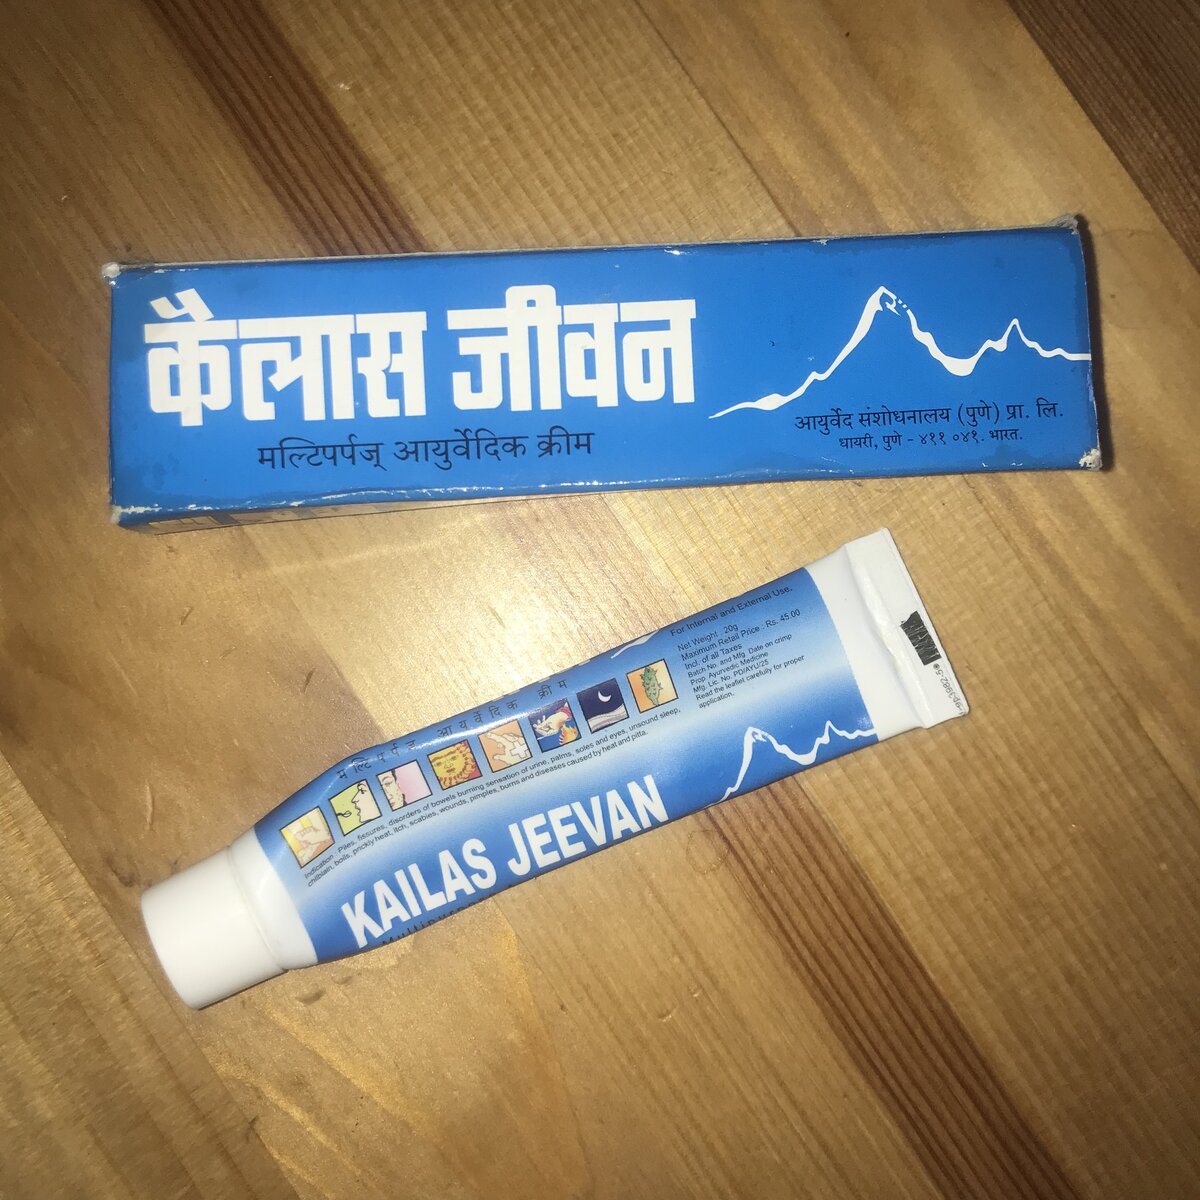 कैलास जीवन
मल्टिपर्पज् आयुर्वेदिक क्रीम
आयुर्वेद संशोधनालय (पुणे) प्रा. लि.
धायरी, पुणे - ४११ ०४१. भारत.
For Internal and External Use.
Net Weight : 20g
Maximum Retail Price - Rs. 45.00
Incl. of all Taxes
Batch No. and Mfg. Date on crimp
Prop. Ayurvedic Medicine
Mfg. Lic. No. PD/AYU/25
Read the leaflet carefully for proper
application.
मल्टिपर्पज् आयर्वेदिक क्रीम
Indication : Piles, fissures, disorders of bowels burning sensation of urine, palms, soles and eyes, unsound sleep,
chilblain, boils, prickly heat, itch, scabies, wounds, pimples, burns and diseases caused by heat and pitta.
KAILAS JEEVAN